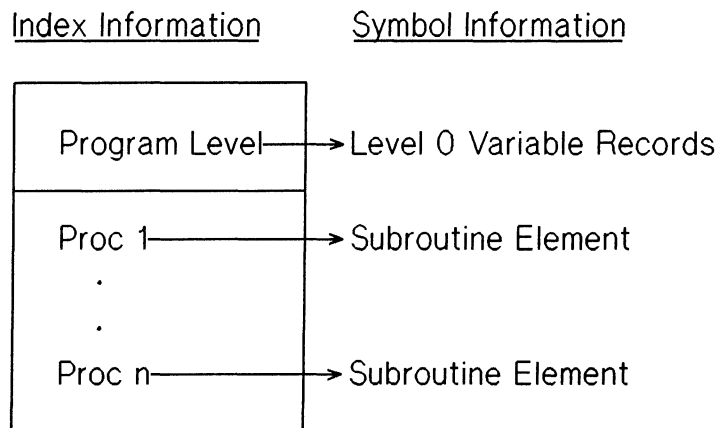 Index Information Symbol Information
Program Level Level 0 Variable Records
Proc 1 Subroutine Element
.
.
Proc n Subroutine Element